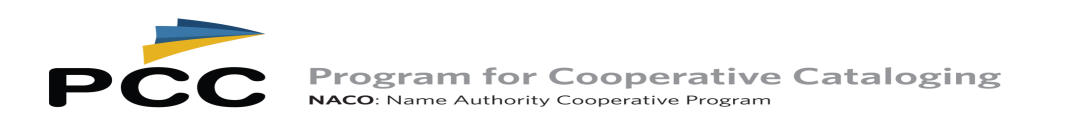 PCC
Program for Cooperative Cataloging
NACO: Name Authority Cooperative Program